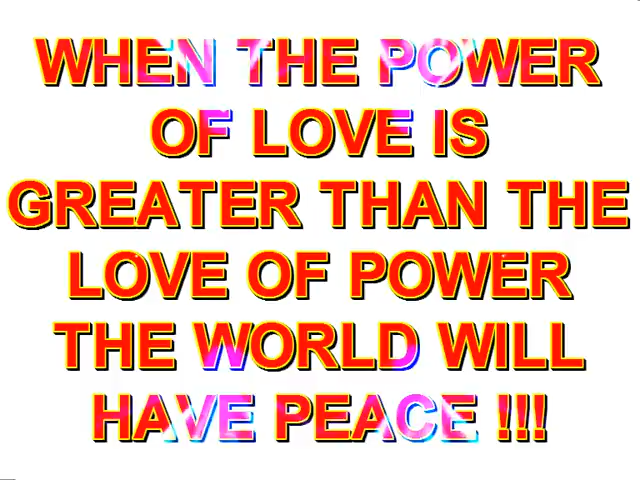 WHEN THE POWER
OF LOVE IS
GREATER THAN THE
LOVE OF POWER
THE WORLD WILL
HAVE PEACE !!!